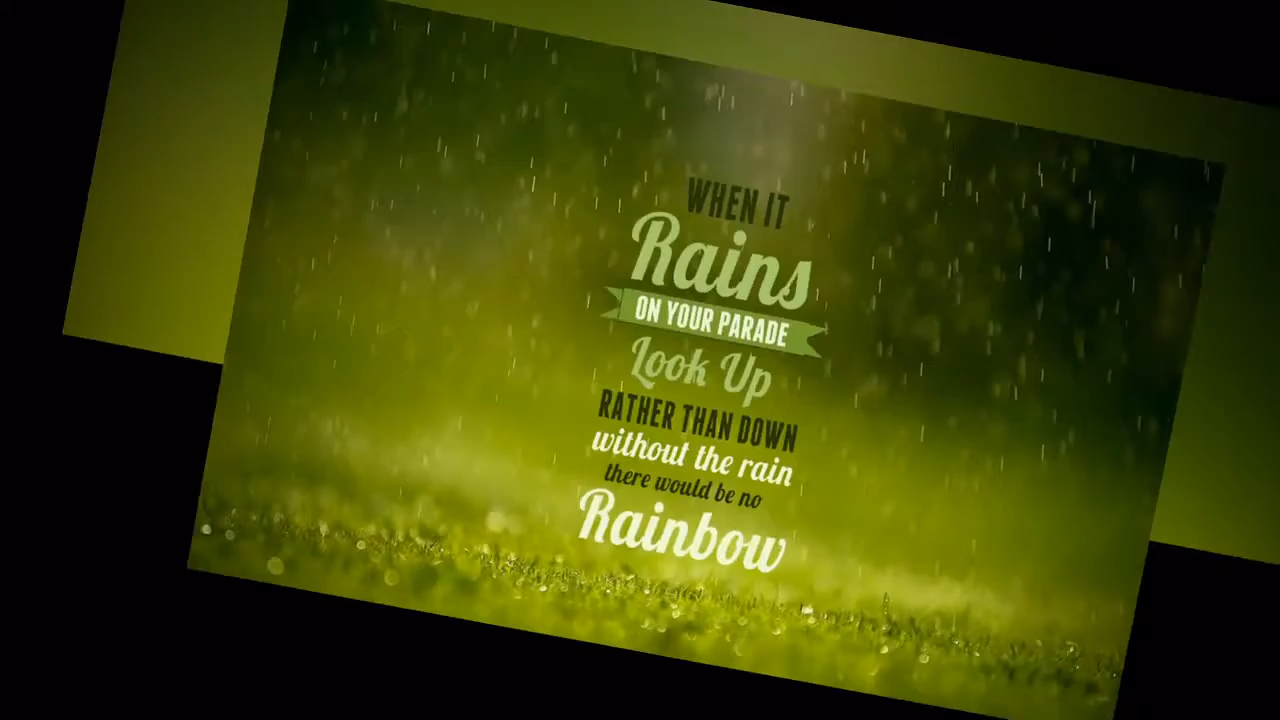 WHEN IT
Rains
ON YOUR PARADE
Look Up
RATHER THAN DOWN
without the rain
there would be no
Rainbow